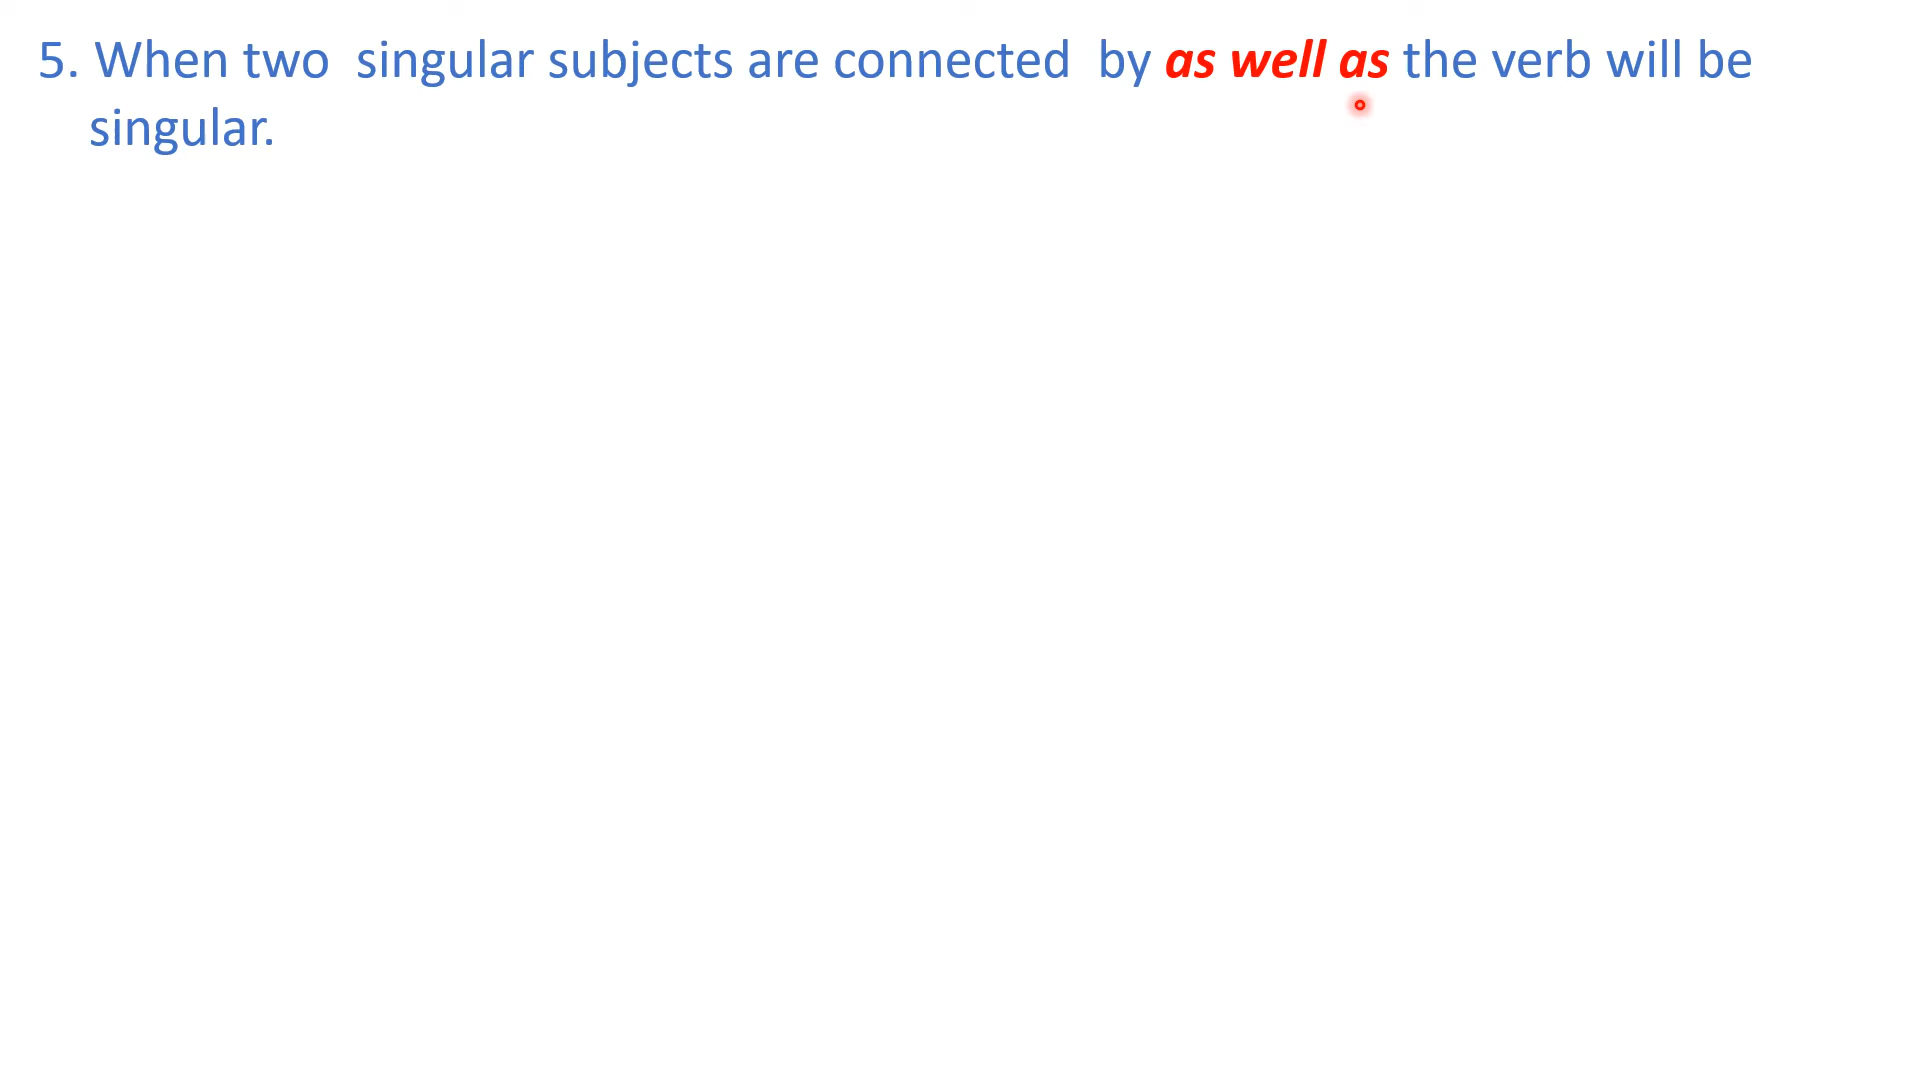 5. When two singular subjects are connected by as well as the verb will be
singular.